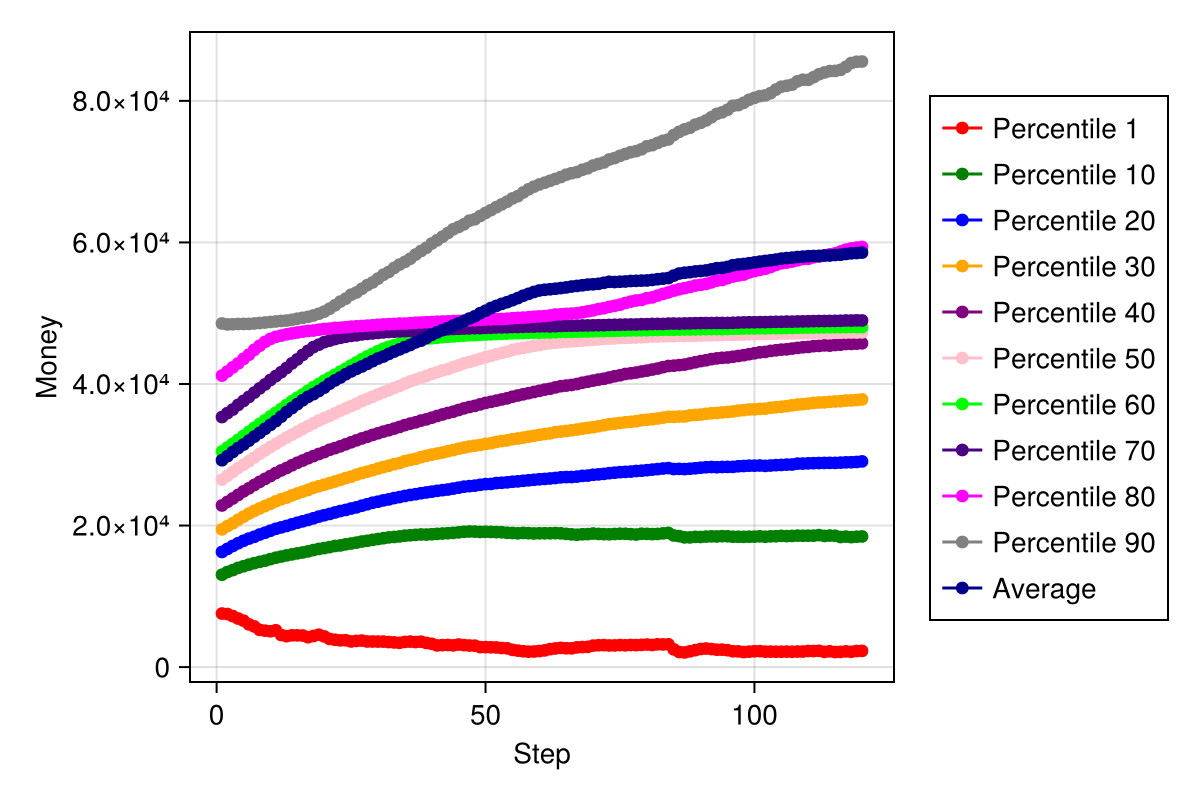 8.0×10⁴
6.0×10⁴
4.0×10⁴
2.0×10⁴
0
Money
0 50 100
Step
Percentile 1
Percentile 10
Percentile 20
Percentile 30
Percentile 40
Percentile 50
Percentile 60
Percentile 70
Percentile 80
Percentile 90
Average